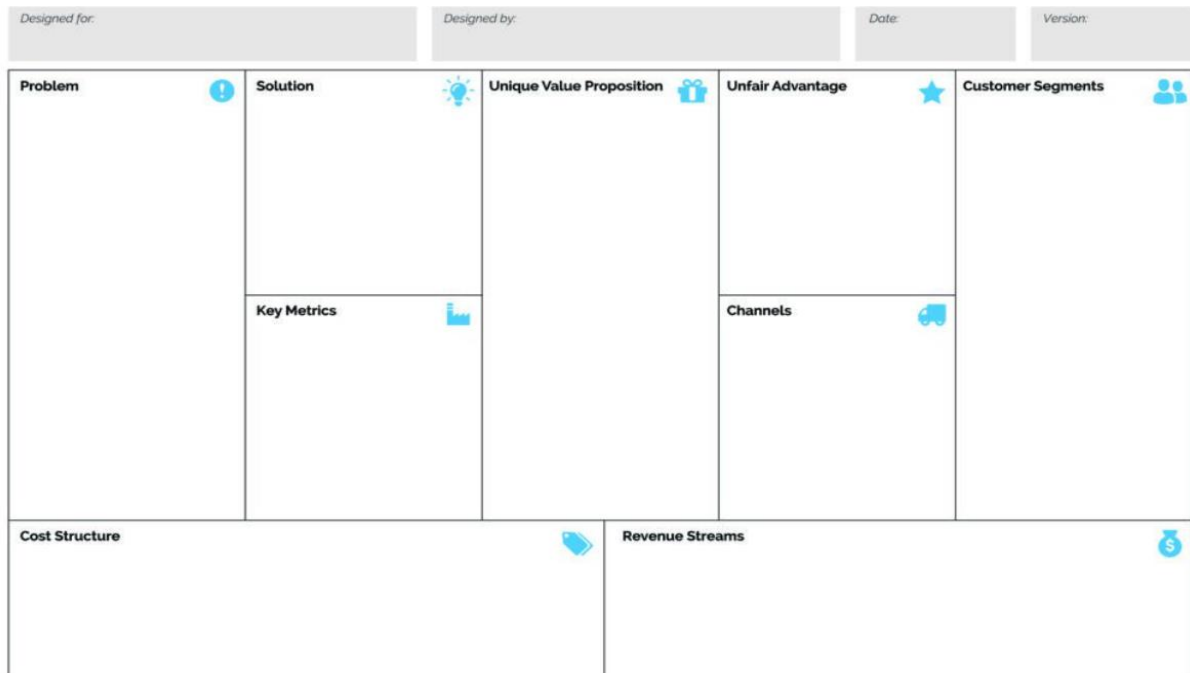 Designed for:
Designed by:
Date:
Version:
Problem
Solution
Unique Value Proposition
Unfair Advantage
Customer Segments
Key Metrics
Channels
Cost Structure
Revenue Streams
$